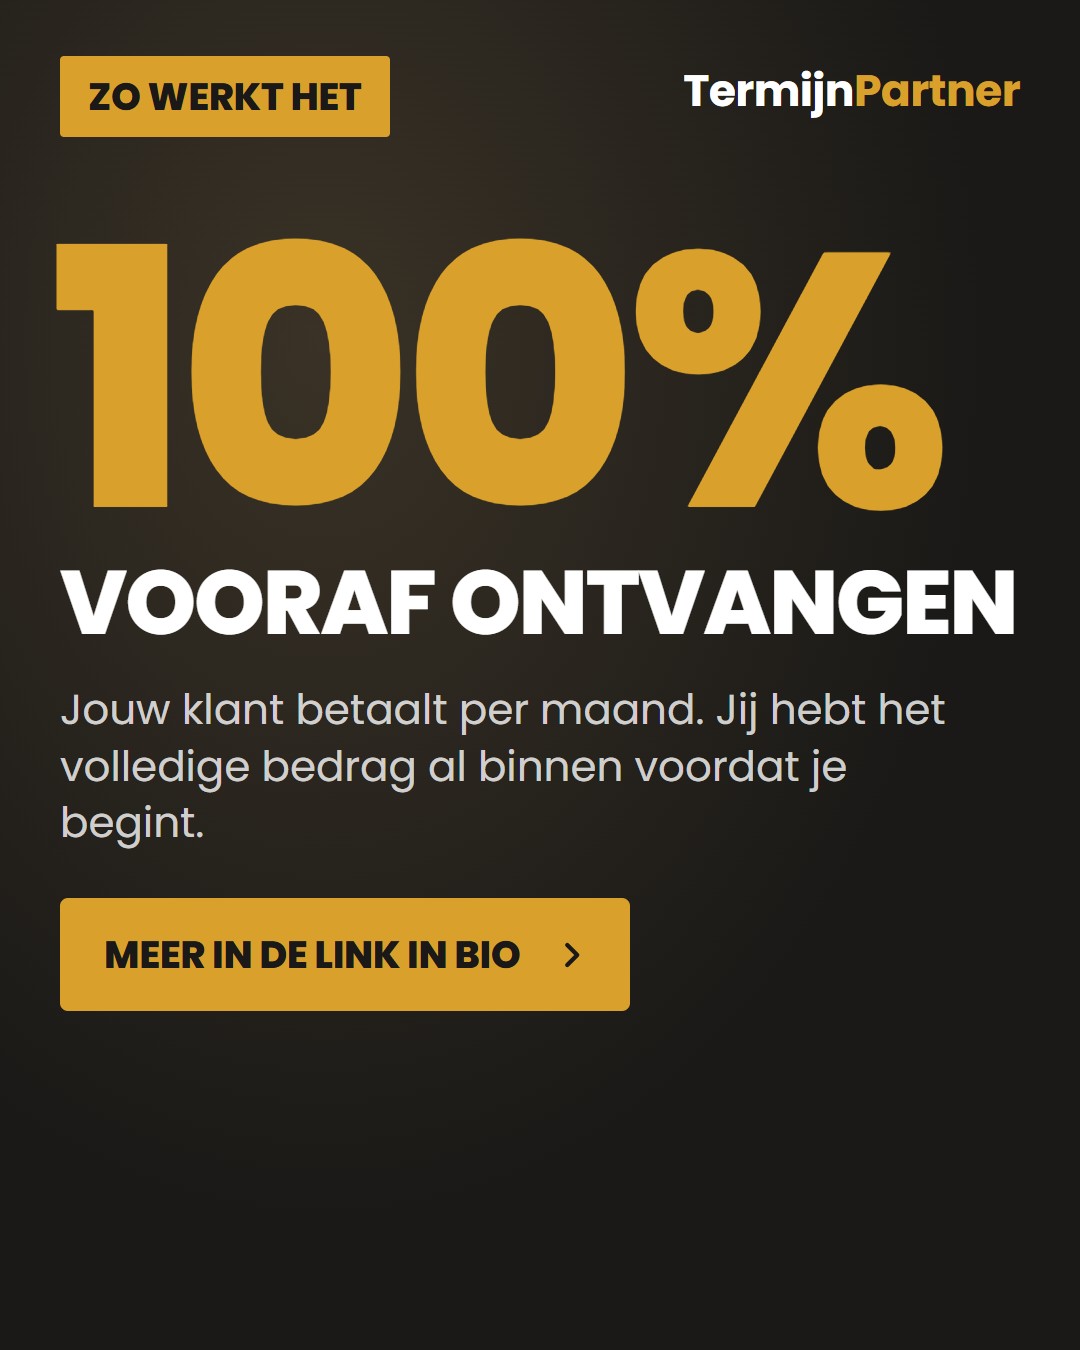 ZO WERKT HET
TermijnPartner
100%
VOORAF ONTVANGEN
Jouw klant betaalt per maand. Jij hebt het
volledige bedrag al binnen voordat je
begint.
MEER IN DE LINK IN BIO